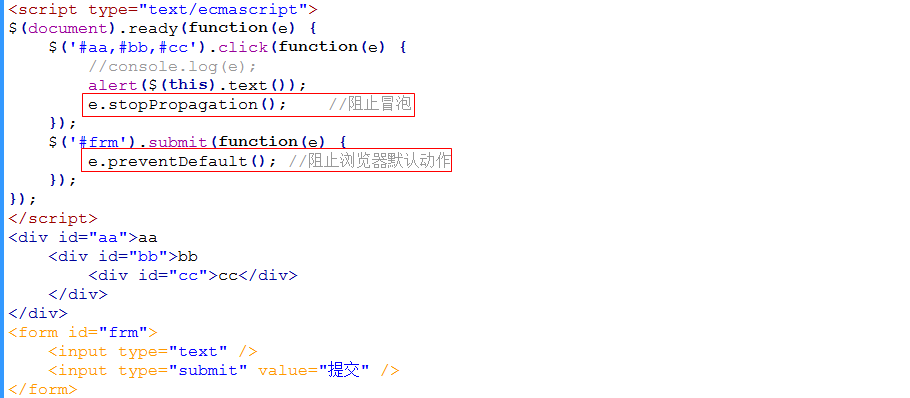 <script type="text/ecmascript">
$(document).ready(function(e) {
    $('#aa,#bb,#cc').click(function(e) {
        //console.log(e);
        alert($(this).text());
        e.stopPropagation();    //阻止冒泡
    });
    $('#frm').submit(function(e) {
        e.preventDefault(); //阻止浏览器默认动作
    });
});
</script>
<div id="aa">aa
    <div id="bb">bb
        <div id="cc">cc</div>
    </div>
</div>
<form id="frm">
    <input type="text" />
    <input type="submit" value="提交" />
</form>